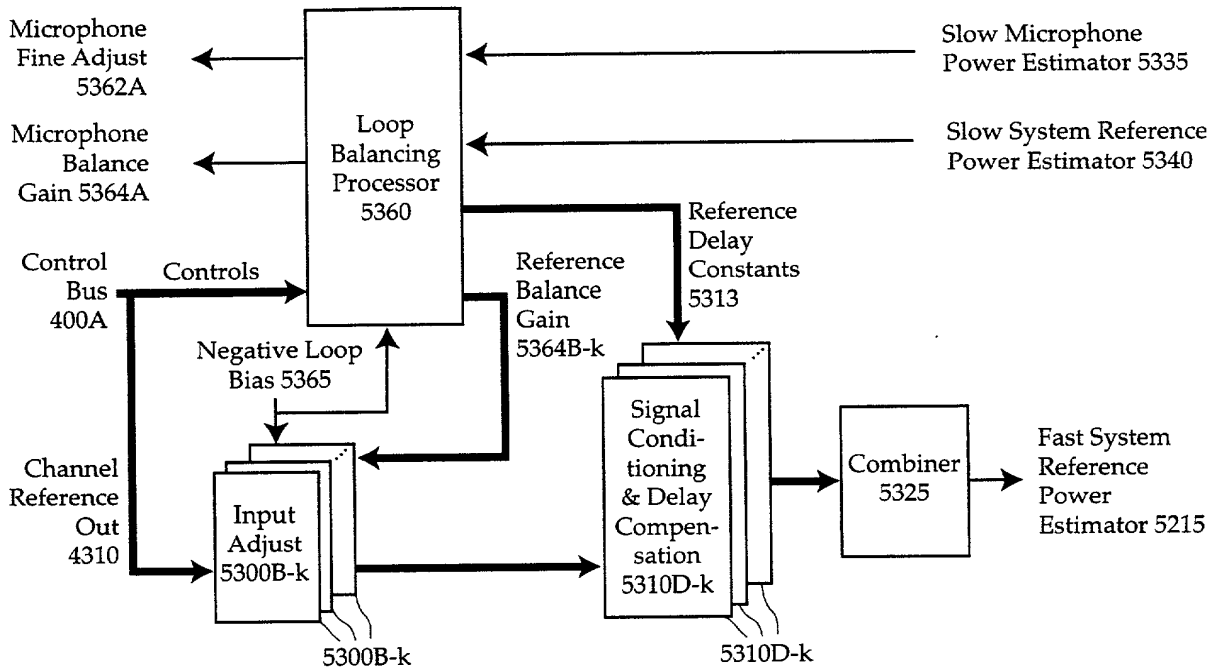 Microphone
Fine Adjust
5362A
Microphone
Balance
Gain 5364A
Loop
Balancing
Processor
5360
Slow Microphone
Power Estimator 5335
Slow System Reference
Power Estimator 5340
Control
Bus
400A
Controls
Reference
Delay
Constants
5313
Reference
Balance
Gain
5364B-k
Negative Loop
Bias 5365
Channel
Reference
Out
4310
Input
Adjust
5300B-k
5300B-k
Signal
Condi-
tioning
& Delay
Compen-
sation
5310D-k
5310D-k
Combiner
5325
Fast System
Reference
Power
Estimator 5215